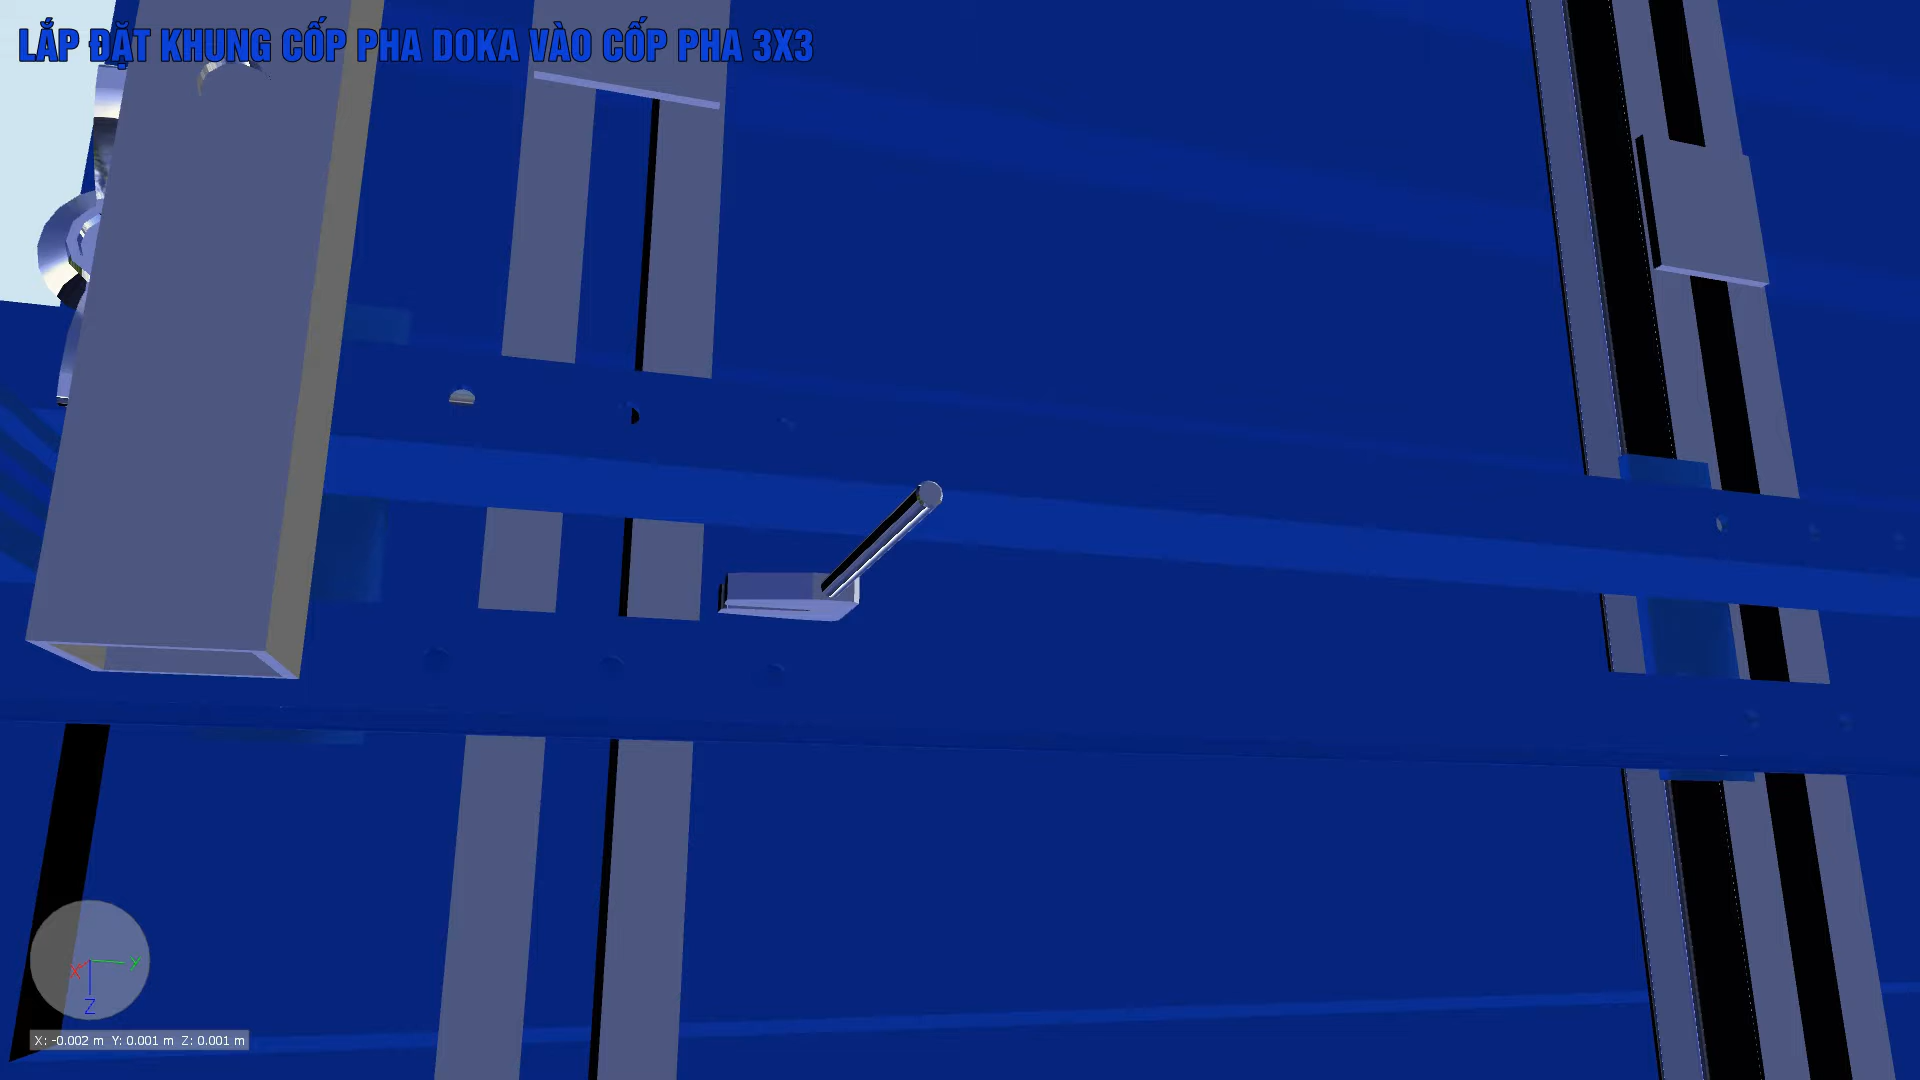 LẮP ĐẶT KHUNG CỐP PHA DOKA VÀO CỐP PHA 3X3
X Y
Z
X: -0.002 m Y: 0.001 m Z: 0.001 m